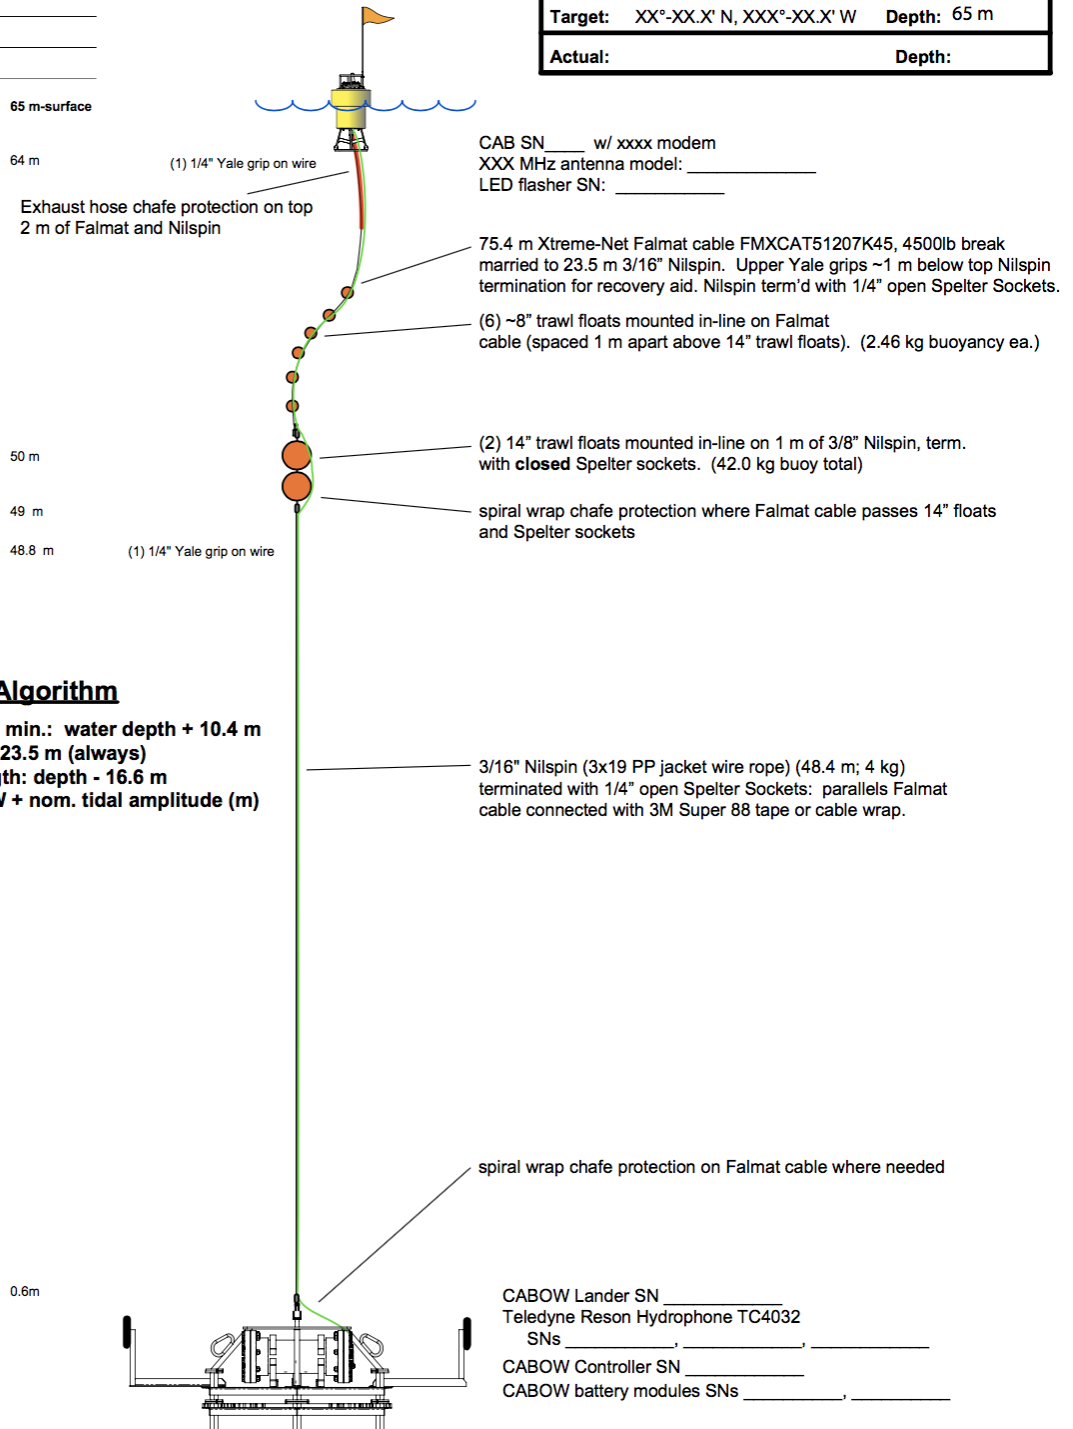 Target: XX°-XX.X' N, XXX°-XX.X' W Depth: 65 m
Actual: Depth:
65 m-surface
64 m
(1) 1/4" Yale grip on wire
CAB SN____ w/ xxxx modem
XXX MHz antenna model: _____________
LED flasher SN: ___________
Exhaust hose chafe protection on top
2 m of Falmat and Nilspin
75.4 m Xtreme-Net Falmat cable FMXCAT51207K45, 4500lb break
married to 23.5 m 3/16” Nilspin. Upper Yale grips ~1 m below top Nilspin
termination for recovery aid. Nilspin term’d with 1/4” open Spelter Sockets.
(6) ~8” trawl floats mounted in-line on Falmat
cable (spaced 1 m apart above 14” trawl floats). (2.46 kg buoyancy ea.)
50 m
(2) 14” trawl floats mounted in-line on 1 m of 3/8” Nilspin, term.
with closed Spelter sockets. (42.0 kg buoy total)
49 m
spiral wrap chafe protection where Falmat cable passes 14” floats
and Spelter sockets
48.8 m
(1) 1/4" Yale grip on wire
Algorithm
min.: water depth + 10.4 m
23.5 m (always)
gth: depth - 16.6 m
+ nom. tidal amplitude (m)
3/16" Nilspin (3x19 PP jacket wire rope) (48.4 m; 4 kg)
terminated with 1/4” open Spelter Sockets: parallels Falmat
cable connected with 3M Super 88 tape or cable wrap.
spiral wrap chafe protection on Falmat cable where needed
0.6m
CABOW Lander SN ____________
Teledyne Reson Hydrophone TC4032
SNs ___________, ____________, ____________
CABOW Controller SN ____________
CABOW battery modules SNs __________, __________